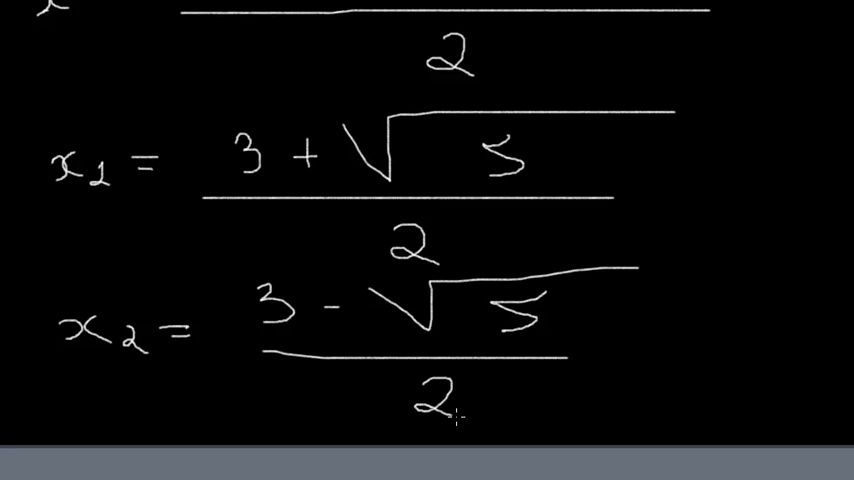 2
x₁ = (3 + √5) / 2
x₂ = (3 - √5) / 2